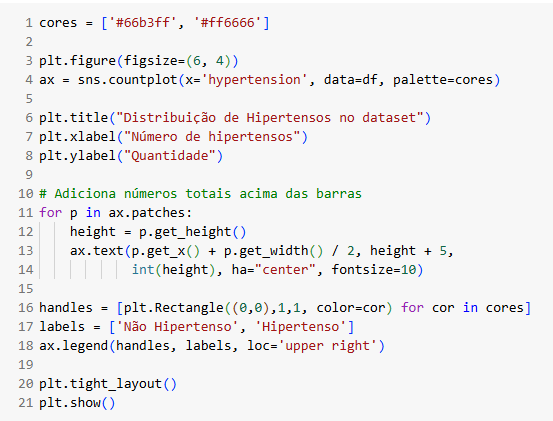 1 cores = ['#66b3ff', '#ff6666']
2
3 plt.figure(figsize=(6, 4))
4 ax = sns.countplot(x='hypertension', data=df, palette=cores)
5
6 plt.title("Distribuição de Hipertensos no dataset")
7 plt.xlabel("Número de hipertensos")
8 plt.ylabel("Quantidade")
9
10 # Adiciona números totais acima das barras
11 for p in ax.patches:
12     height = p.get_height()
13     ax.text(p.get_x() + p.get_width() / 2, height + 5,
14             int(height), ha="center", fontsize=10)
15
16 handles = [plt.Rectangle((0,0),1,1, color=cor) for cor in cores]
17 labels = ['Não Hipertenso', 'Hipertenso']
18 ax.legend(handles, labels, loc='upper right')
19
20 plt.tight_layout()
21 plt.show()